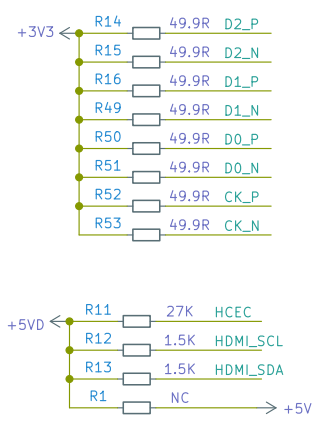 R14 49.9R D2_P
+3V3
R15 49.9R D2_N
R16 49.9R D1_P
R49 49.9R D1_N
R50 49.9R D0_P
R51 49.9R D0_N
R52 49.9R CK_P
R53 49.9R CK_N
R11 27K HCEC
+5VD
R12 1.5K HDMI_SCL
R13 1.5K HDMI_SDA
R1 NC
+5V